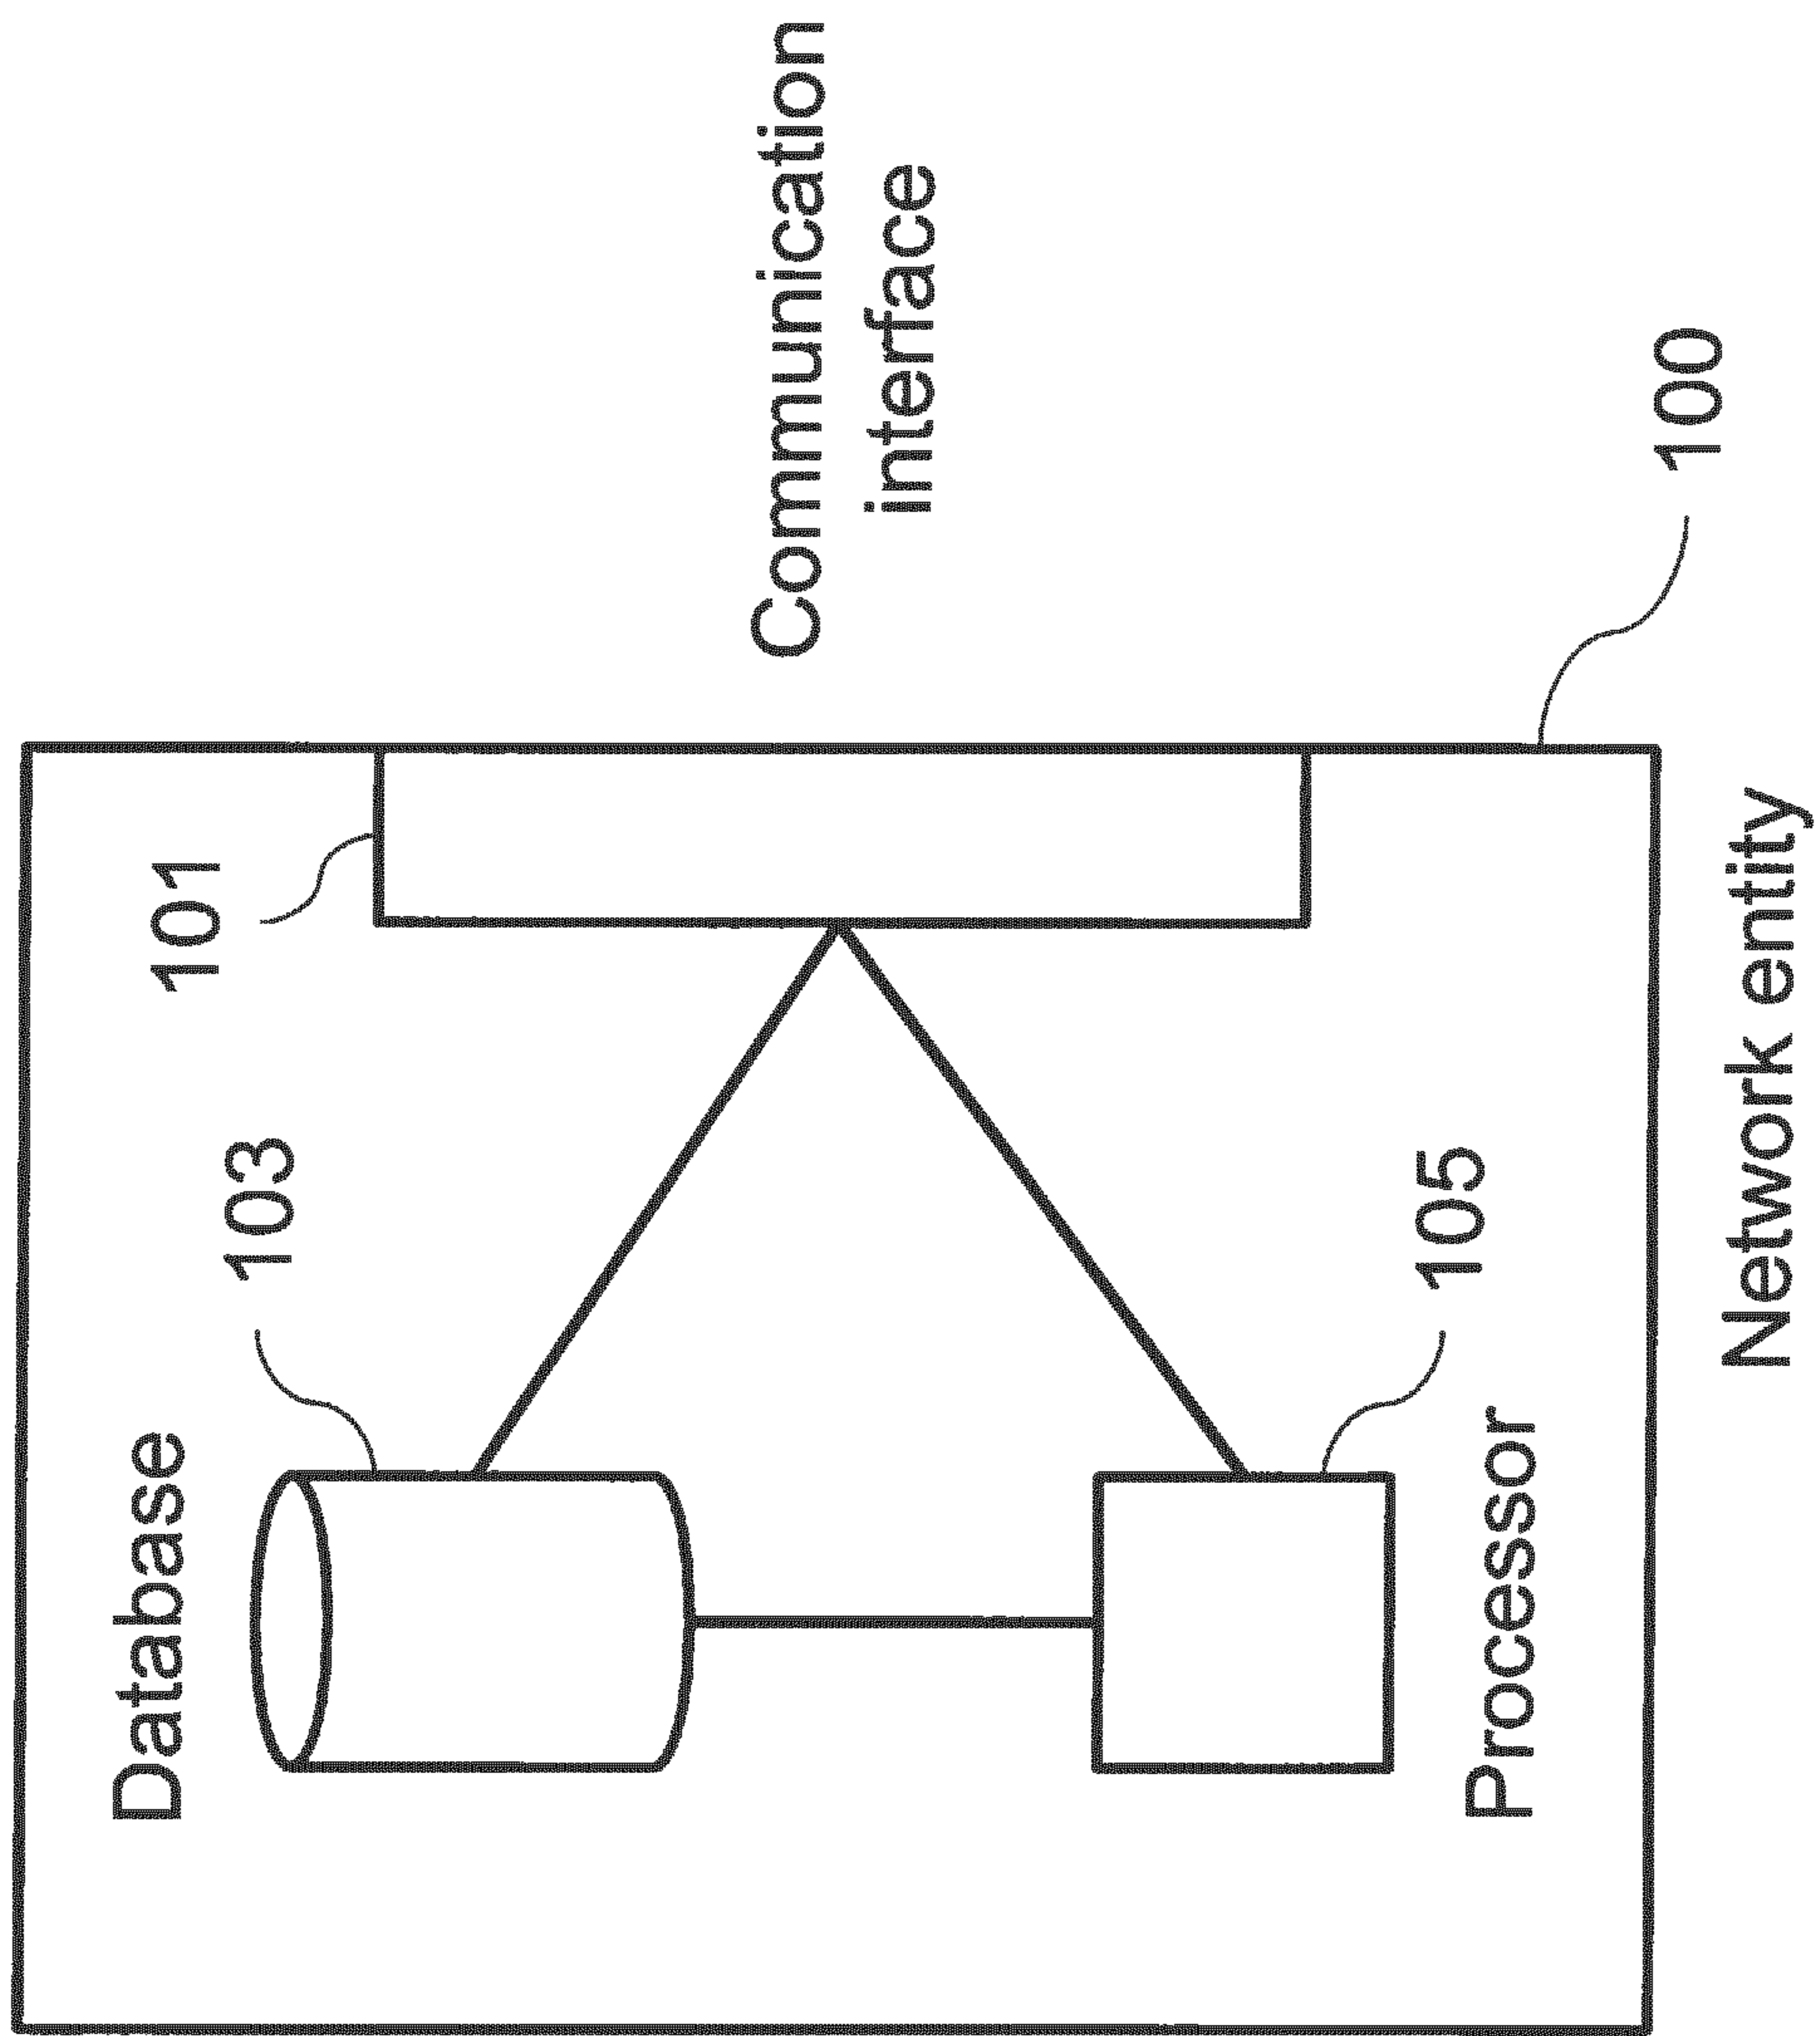 Database
103
101
Communication
interface
105
Processor
100
Network entity